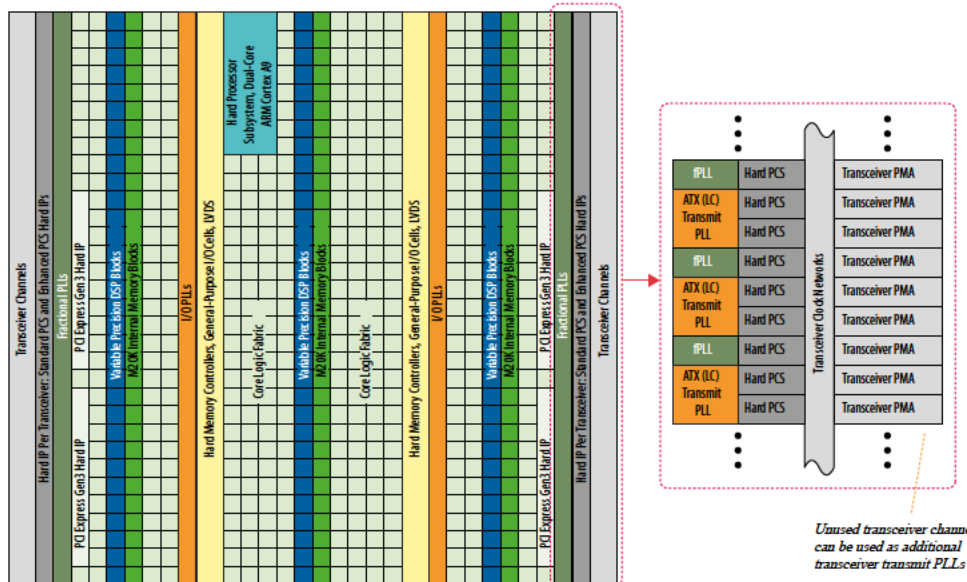 Transceiver Channels
Hard IP Per Transceiver: Standard PCS and Enhanced PCS Hard IPs
Fractional PLLs
PCI Express Gen3 Hard IP
PCI Express Gen3 Hard IP
Variable Precision DSP Blocks
M20K Internal Memory Blocks
I/O PLLs
Hard Memory Controllers, General-Purpose I/O Cells, LVDS
Hard Processor
Subsystem, Dual-Core
ARM Cortex A9
Core Logic Fabric
Variable Precision DSP Blocks
M20K Internal Memory Blocks
Core Logic Fabric
Hard Memory Controllers, General-Purpose I/O Cells, LVDS
I/O PLLs
Variable Precision DSP Blocks
M20K Internal Memory Blocks
PCI Express Gen3 Hard IP
PCI Express Gen3 Hard IP
Fractional PLLs
Hard IP Per Transceiver: Standard PCS and Enhanced PCS Hard IPs
Transceiver Channels
fPLL
ATX (LC)
Transmit
PLL
fPLL
ATX (LC)
Transmit
PLL
fPLL
ATX (LC)
Transmit
PLL
Hard PCS
Hard PCS
Hard PCS
Hard PCS
Hard PCS
Hard PCS
Hard PCS
Hard PCS
Hard PCS
Transceiver Clock Networks
Transceiver PMA
Transceiver PMA
Transceiver PMA
Transceiver PMA
Transceiver PMA
Transceiver PMA
Transceiver PMA
Transceiver PMA
Transceiver PMA
Unused transceiver channe
can be used as additional
transceiver transmit PLLs